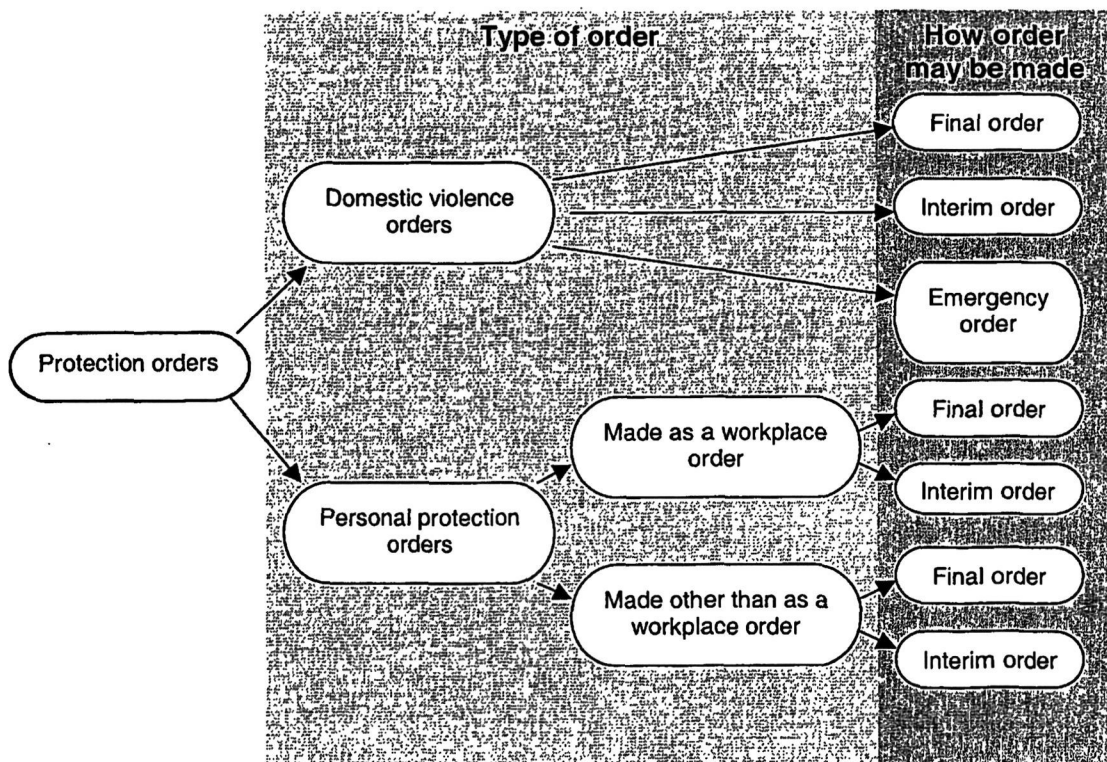 Type of order
How order
may be made
Final order
Domestic violence
orders
Interim order
Emergency
order
Protection orders
Made as a workplace
order
Final order
Interim order
Personal protection
orders
Made other than as a
workplace order
Final order
Interim order